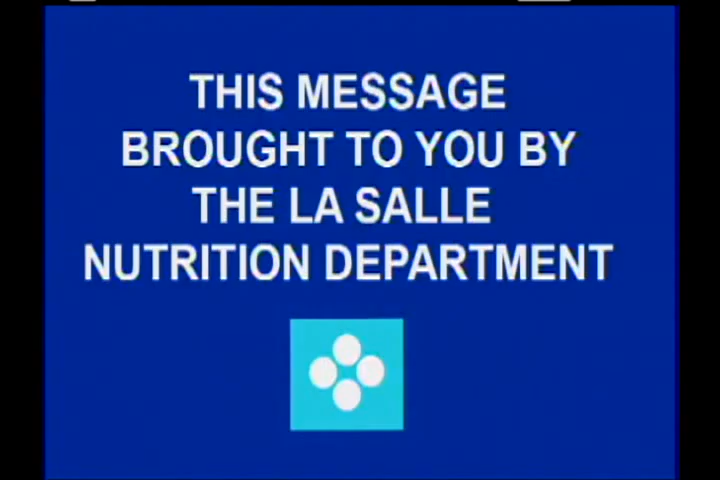 THIS MESSAGE
BROUGHT TO YOU BY
THE LA SALLE
NUTRITION DEPARTMENT